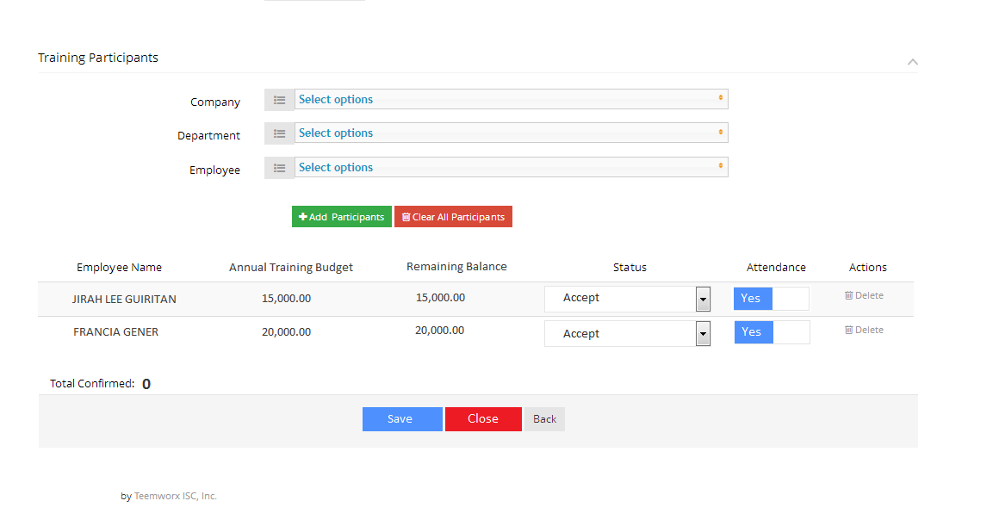 Training Participants
Company Select options
Department Select options
Employee Select options
Add Participants Clear All Participants
Employee Name Annual Training Budget Remaining Balance Status Attendance Actions
JIRAH LEE GUIRITAN 15,000.00 15,000.00 Accept Yes Delete
FRANCIA GENER 20,000.00 20,000.00 Accept Yes Delete
Total Confirmed: 0
Save Close Back
by Teemworx ISC, Inc.